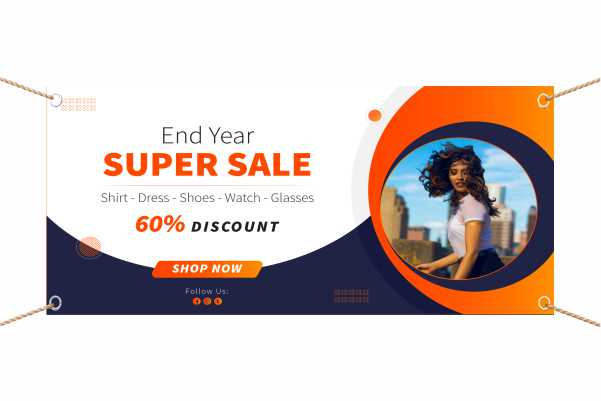 End Year
SUPER SALE
Shirt - Dress - Shoes - Watch - Glasses
60% DISCOUNT
SHOP NOW
Follow Us: